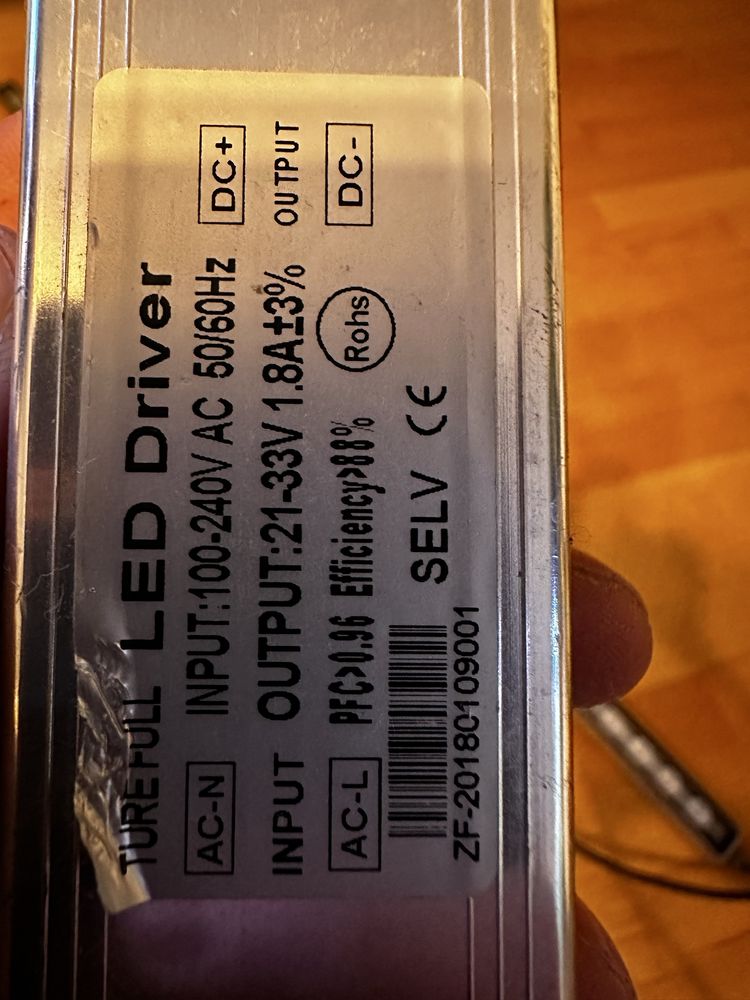 TUREFULL LED Driver
AC-N
INPUT:100-240V AC 50/60Hz
DC+
INPUT
OUTPUT:21-33V 1.8A±3%
OUTPUT
AC-L
PFC>0.96 Efficiency>88%
Rohs
DC-
SELV CE
ZF-20180109001